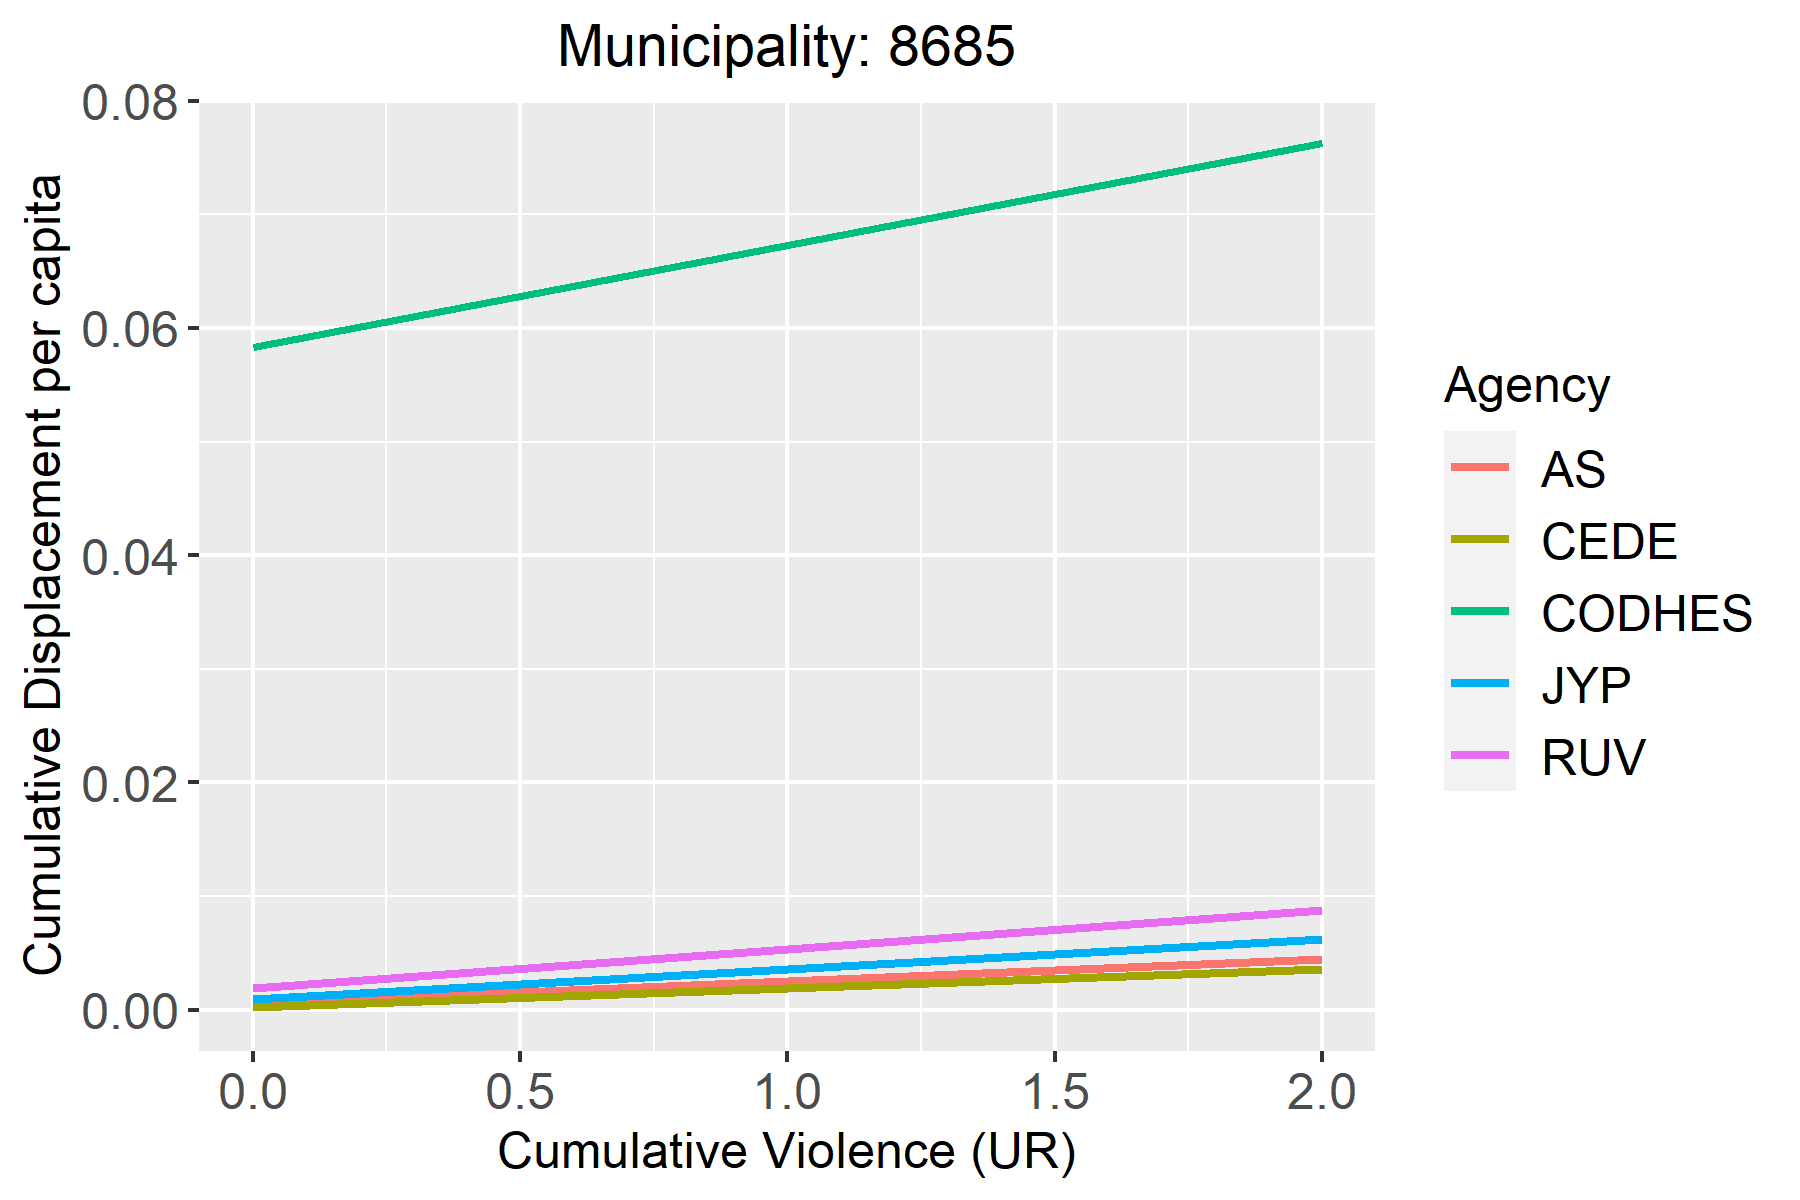 Municipality: 8685
0.08
0.06
0.04
0.02
0.00
Cumulative Displacement per capita
0.0 0.5 1.0 1.5 2.0
Cumulative Violence (UR)
Agency
AS
CEDE
CODHES
JYP
RUV